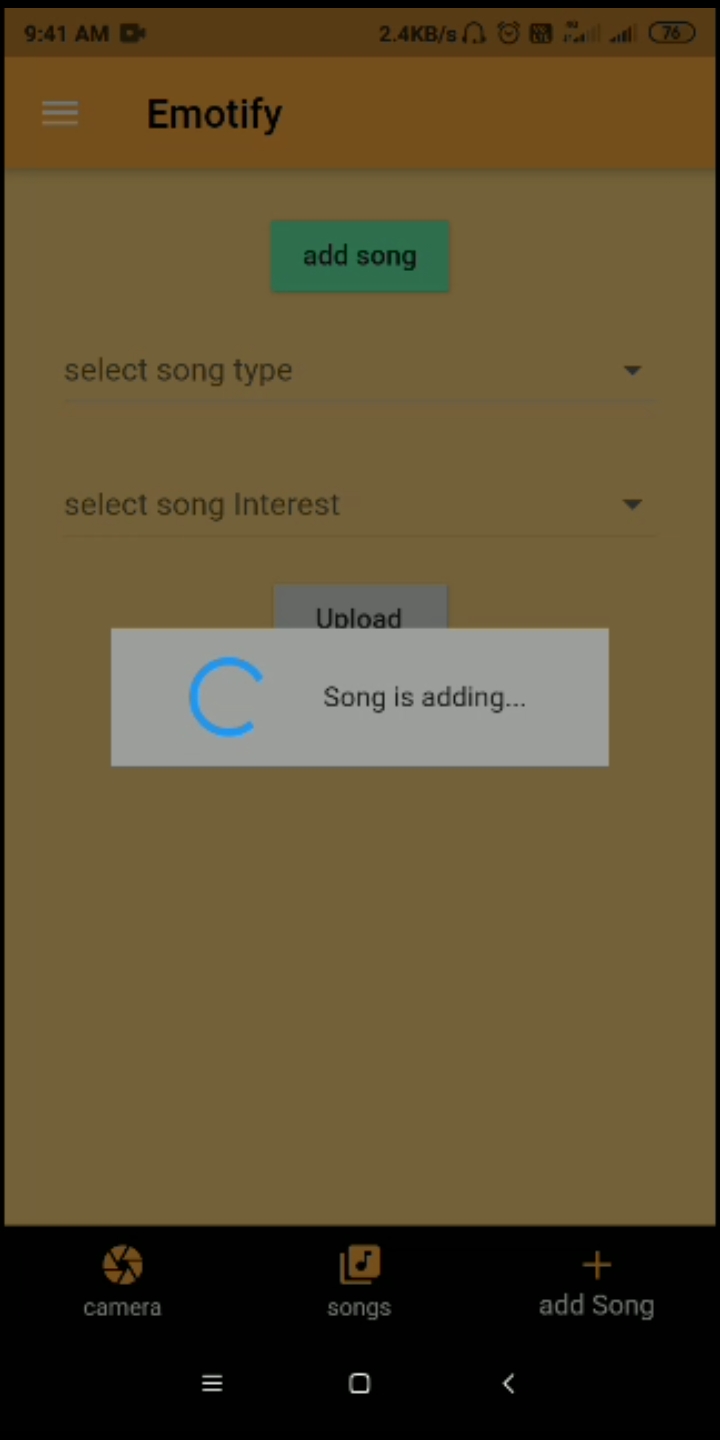 9:41 AM 2.4KB/s 76
Emotify
add song
select song type
select song Interest
Upload
Song is adding...
camera songs add Song